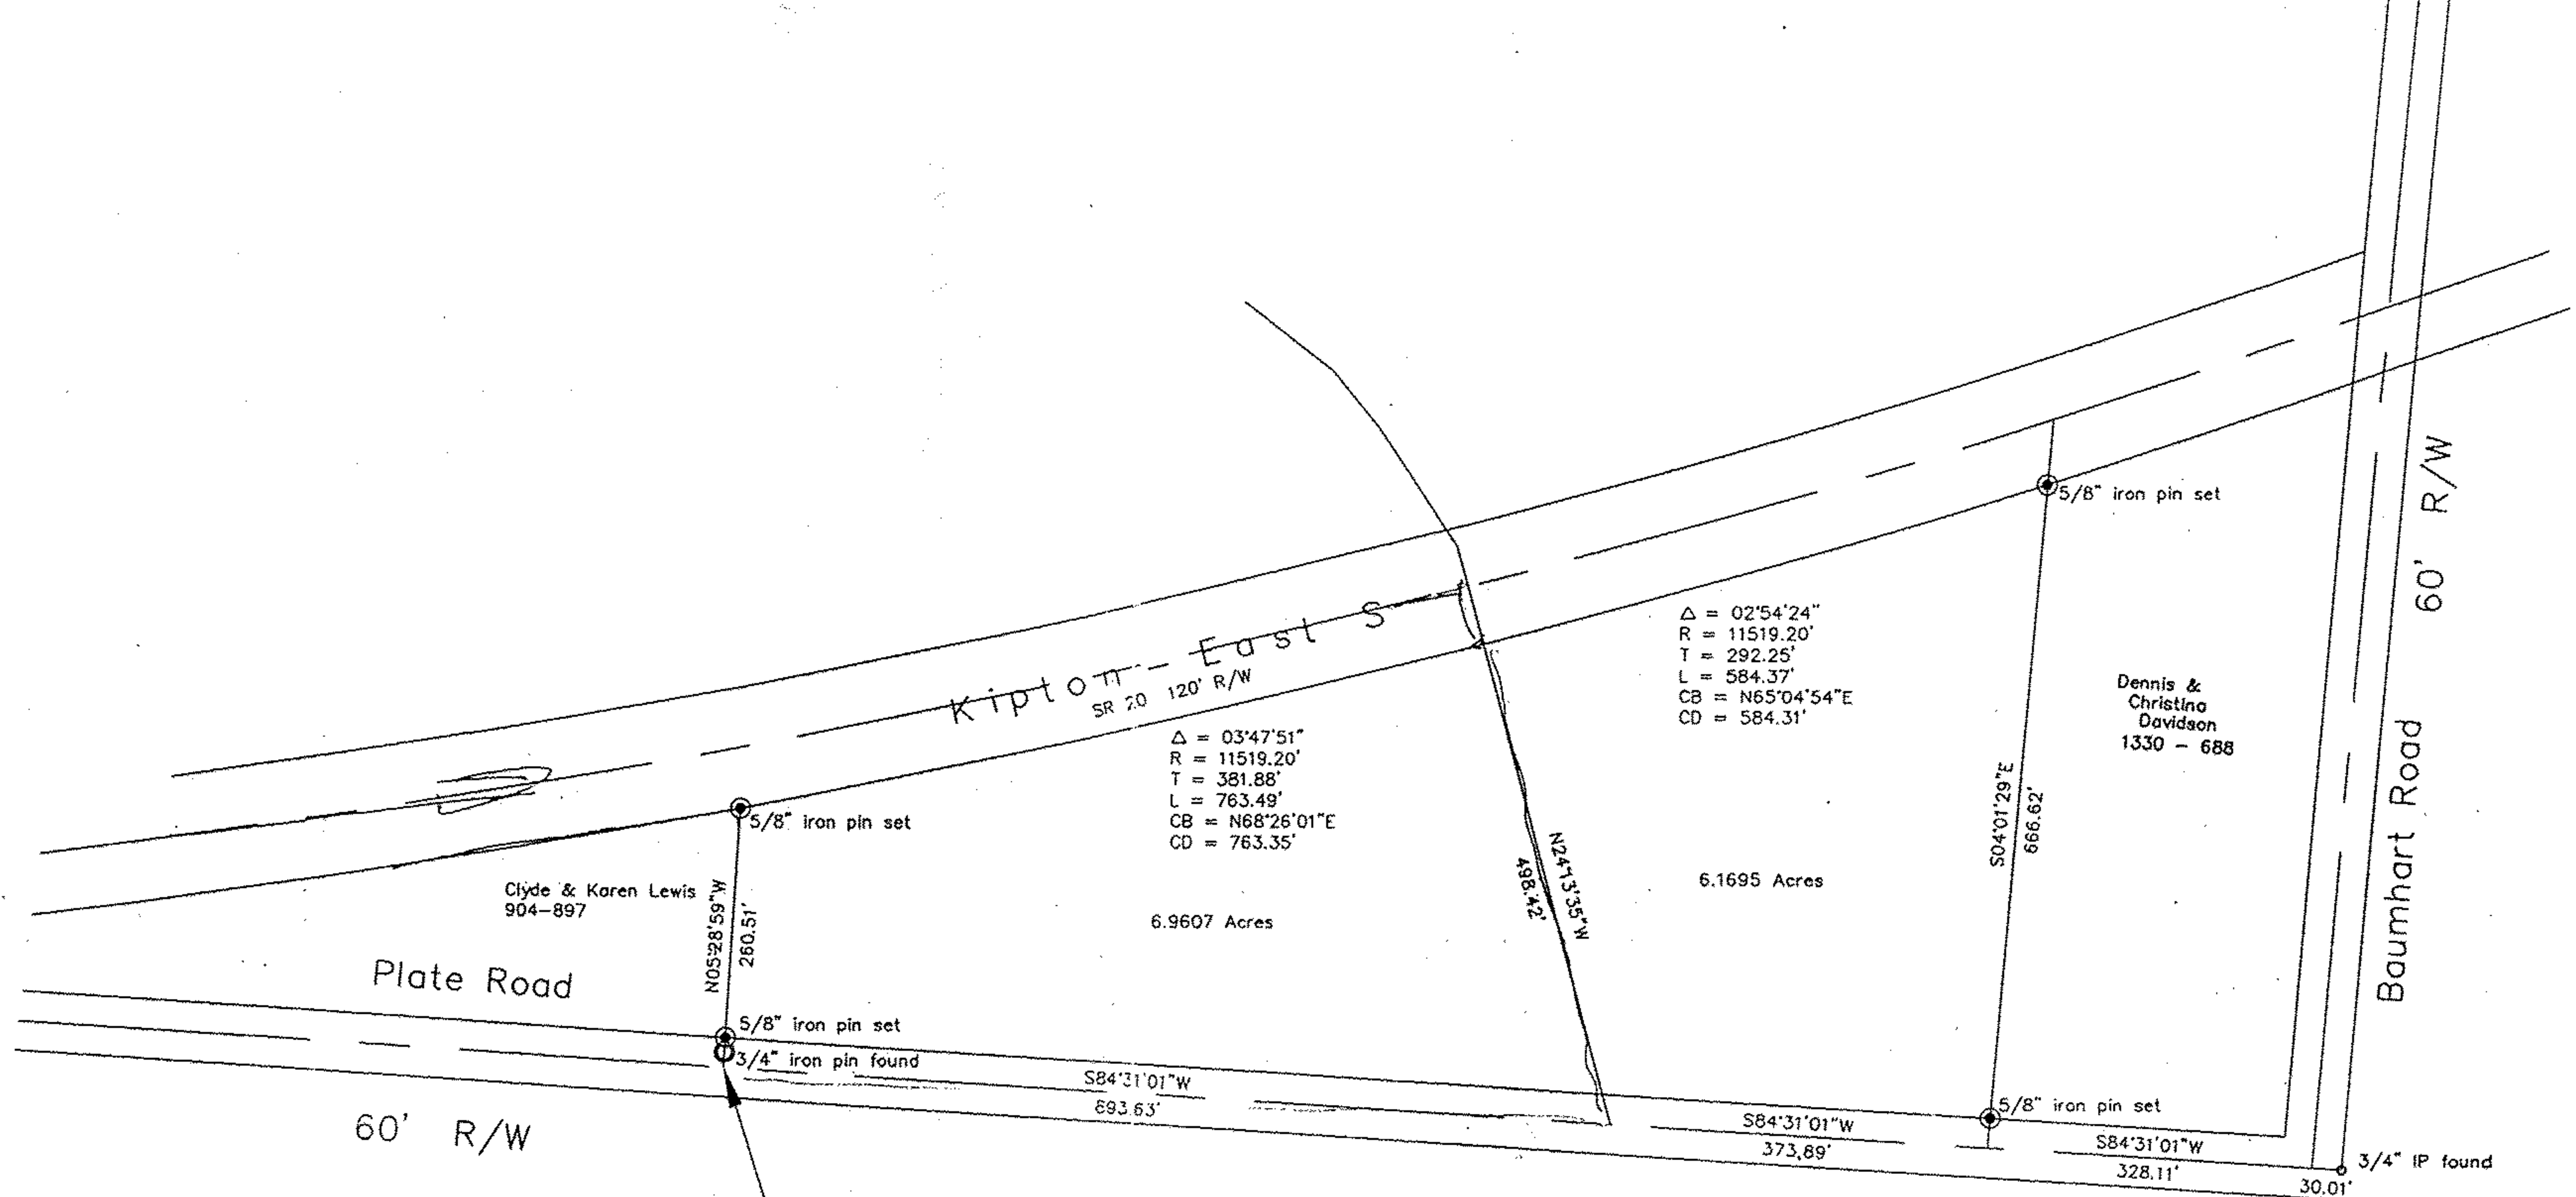 Kipton - East S
SR 20 120' R/W
5/8" iron pin set
60' R/W
Baumhart Road
Δ = 02°54'24"
R = 11519.20'
T = 292.25'
L = 584.37'
CB = N65°04'54"E
CD = 584.31'
Dennis &
Christina
Davidson
1330 - 688
Δ = 03°47'51"
R = 11519.20'
T = 381.88'
L = 763.49'
CB = N68°26'01"E
CD = 763.35'
5/8" iron pin set
S04°01'29"E
666.62'
N24°13'35"W
498.42'
6.1695 Acres
Clyde & Karen Lewis
904-897
N05°28'59"W
260.51'
6.9607 Acres
Plate Road
5/8" iron pin set
3/4" iron pin found
S84°31'01"W
693.63'
60' R/W
5/8" iron pin set
S84°31'01"W
373.89'
S84°31'01"W
328.11'
3/4" IP found
30.01'